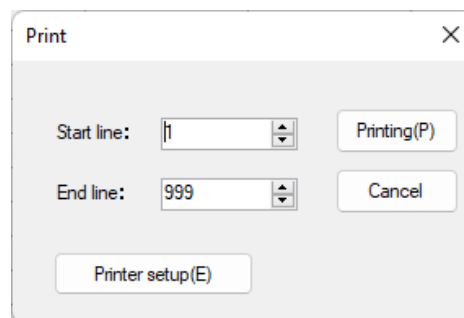 Print
Start line: 1 Printing(P)
End line: 999 Cancel
Printer setup(E)